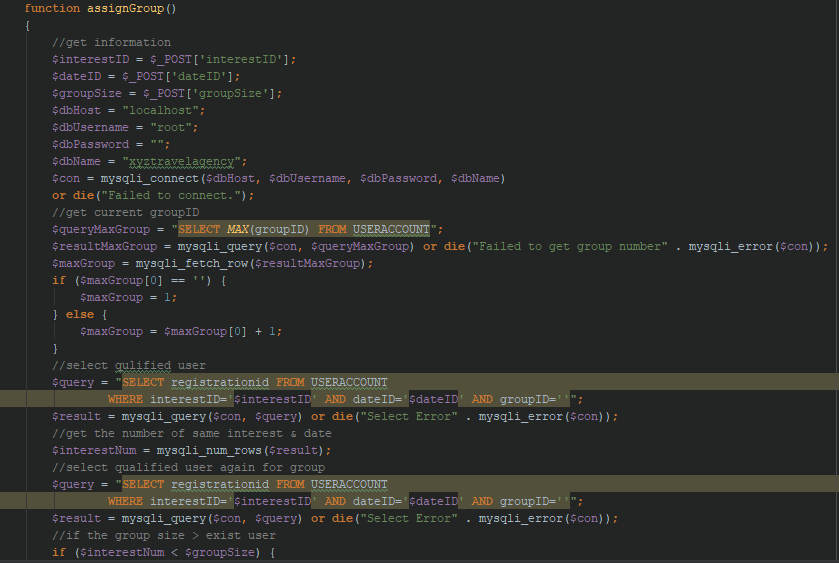 function assignGroup()
{
//get information
$interestID = $_POST['interestID'];
$dateID = $_POST['dateID'];
$groupSize = $_POST['groupSize'];
$dbHost = "localhost";
$dbUsername = "root";
$dbPassword = "";
$dbName = "xyztravelagency";
$con = mysqli_connect($dbHost, $dbUsername, $dbPassword, $dbName)
or die("Failed to connect.");
//get current groupID
$queryMaxGroup = "SELECT MAX(groupID) FROM USERACCOUNT";
$resultMaxGroup = mysqli_query($con, $queryMaxGroup) or die("Failed to get group number" . mysqli_error($con));
$maxGroup = mysqli_fetch_row($resultMaxGroup);
if ($maxGroup[0] == '') {
$maxGroup = 1;
} else {
$maxGroup = $maxGroup[0] + 1;
}
//select qulified user
$query = "SELECT registrationid FROM USERACCOUNT
WHERE interestID='$interestID' AND dateID='$dateID' AND groupID=''";
$result = mysqli_query($con, $query) or die("Select Error" . mysqli_error($con));
//get the number of same interest & date
$interestNum = mysqli_num_rows($result);
//select qualified user again for group
$query = "SELECT registrationid FROM USERACCOUNT
WHERE interestID='$interestID' AND dateID='$dateID' AND groupID=''";
$result = mysqli_query($con, $query) or die("Select Error" . mysqli_error($con));
//if the group size > exist user
if ($interestNum < $groupSize) {